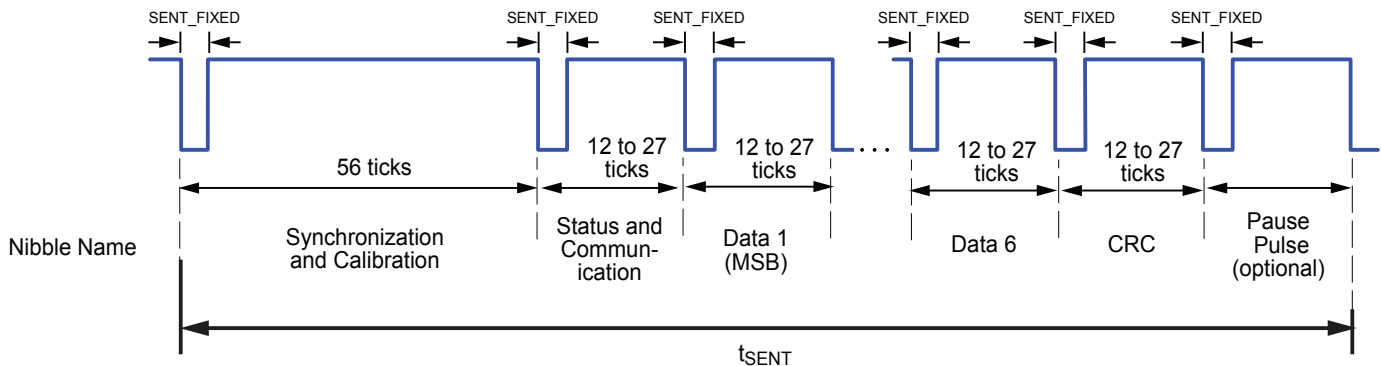 SENT_FIXED SENT_FIXED SENT_FIXED SENT_FIXED SENT_FIXED SENT_FIXED
56 ticks
12 to 27
ticks
12 to 27
ticks
...
12 to 27
ticks
12 to 27
ticks
Nibble Name
Synchronization
and Calibration
Status and
Commun-
ication
Data 1
(MSB)
Data 6
CRC
Pause
Pulse
(optional)
tSENT